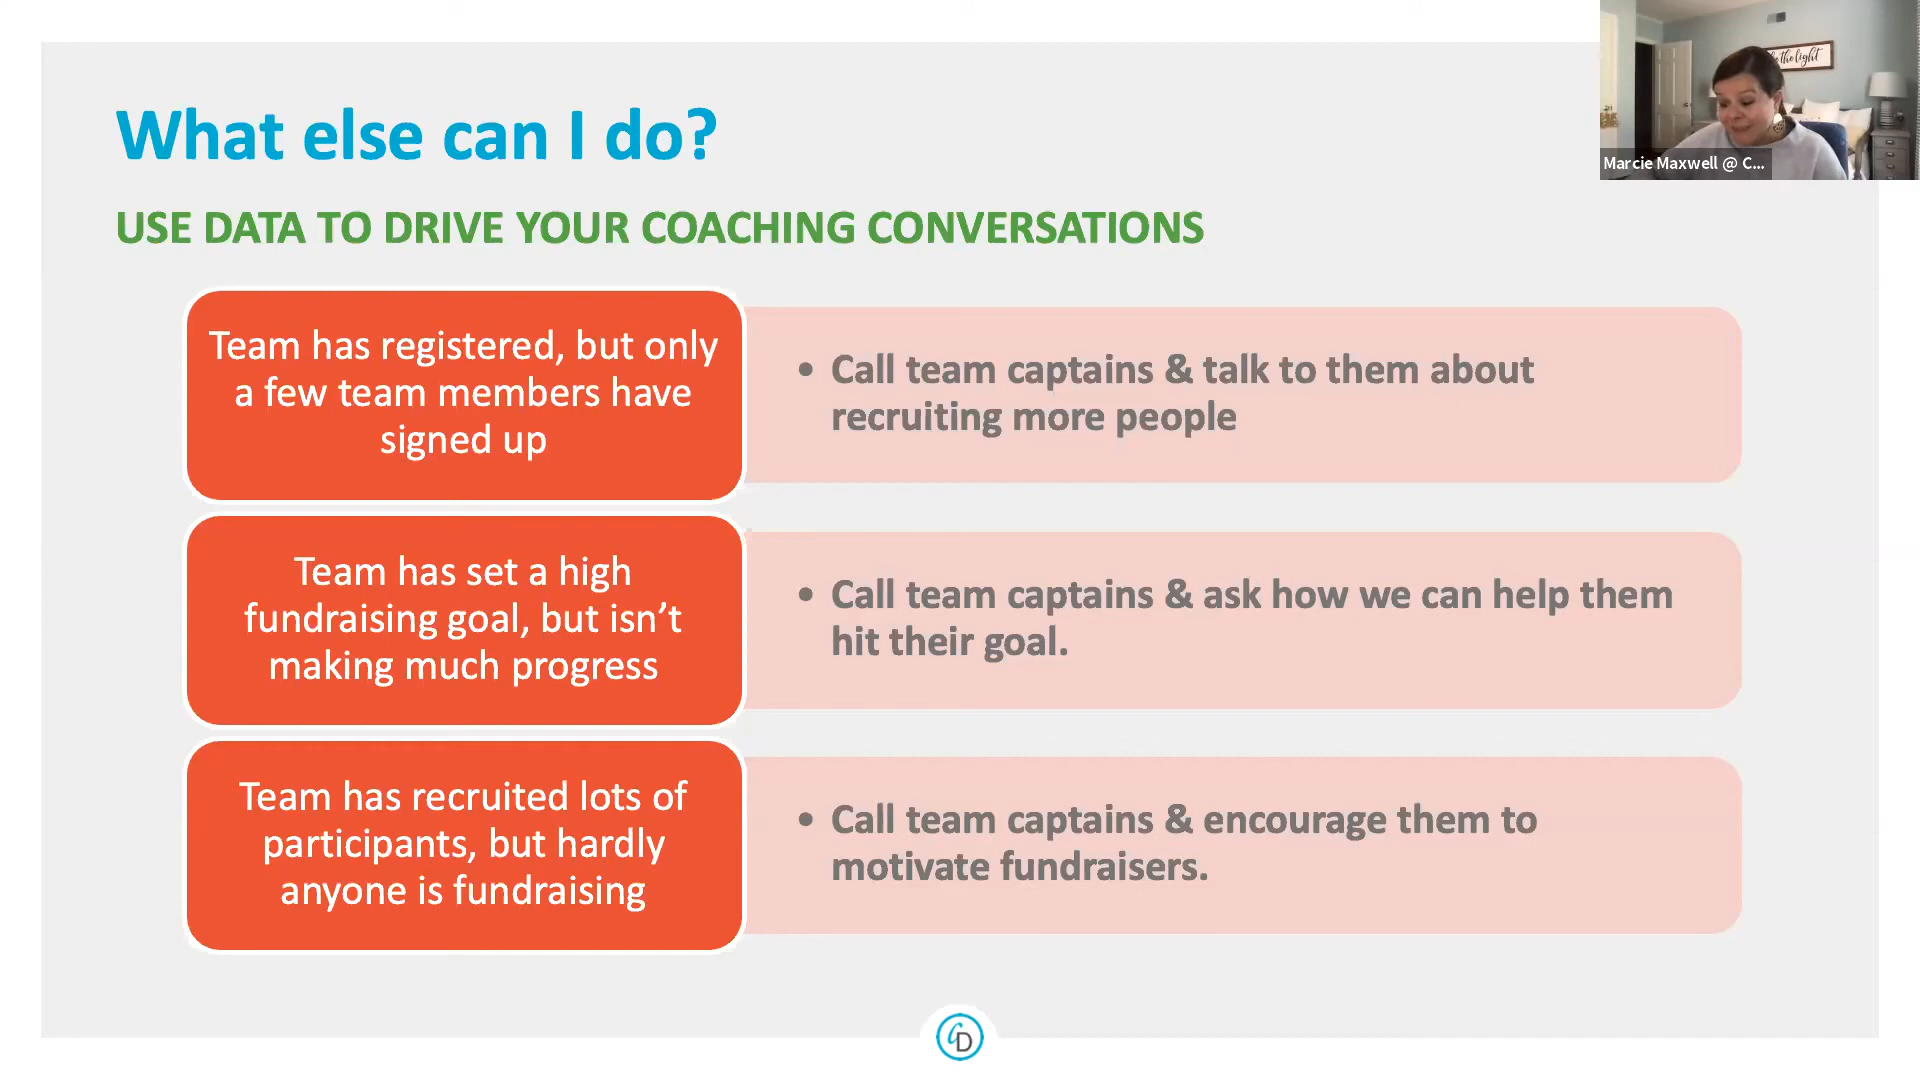 What else can I do?
USE DATA TO DRIVE YOUR COACHING CONVERSATIONS
Team has registered, but only
a few team members have
signed up
• Call team captains & talk to them about
recruiting more people
Team has set a high
fundraising goal, but isn’t
making much progress
• Call team captains & ask how we can help them
hit their goal.
Team has recruited lots of
participants, but hardly
anyone is fundraising
• Call team captains & encourage them to
motivate fundraisers.
the light
Marcie Maxwell @ C...
CD